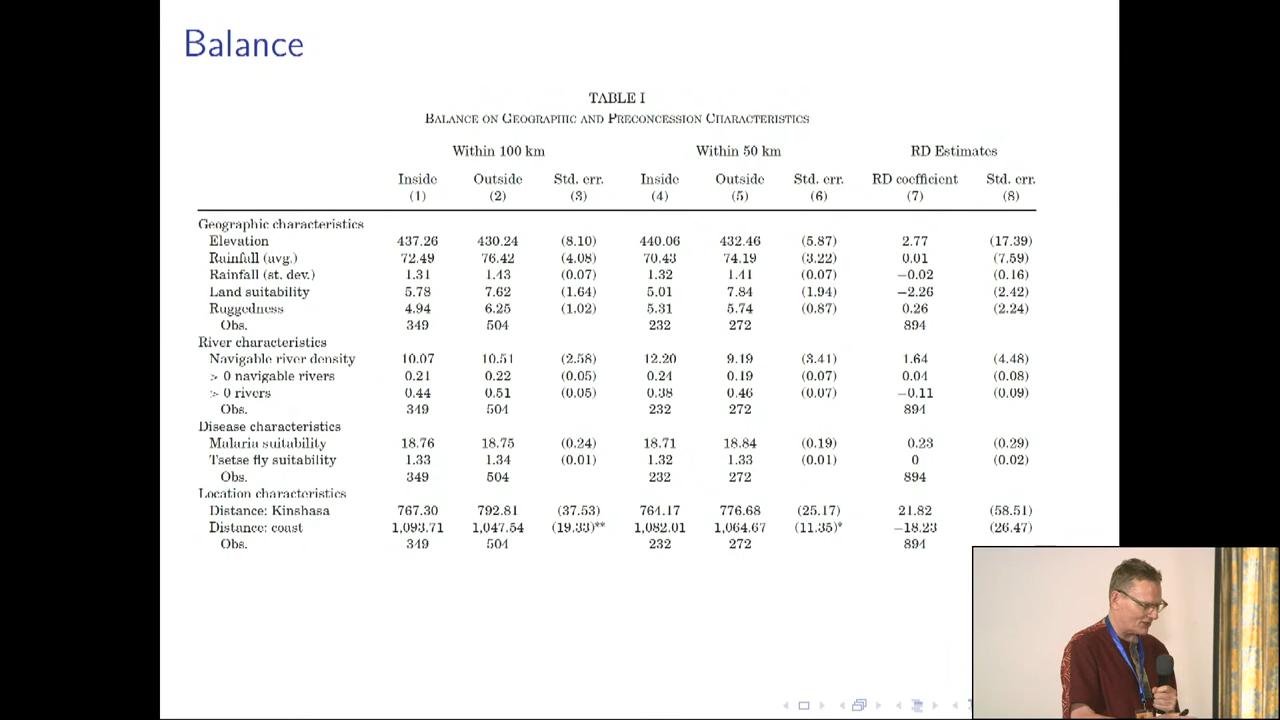 Balance
TABLE I
BALANCE ON GEOGRAPHIC AND PRECONCESSION CHARACTERISTICS
Within 100 km Within 50 km RD Estimates
Inside Outside Std. err. Inside Outside Std. err. RD coefficient Std. err.
(1) (2) (3) (4) (5) (6) (7) (8)
Geographic characteristics
Elevation 437.26 430.24 (8.10) 440.06 432.46 (5.87) 2.77 (17.39)
Rainfall (avg.) 72.49 76.42 (4.08) 70.43 74.19 (3.22) 0.01 (7.59)
Rainfall (st. dev.) 1.31 1.43 (0.07) 1.32 1.41 (0.07) −0.02 (0.16)
Land suitability 5.78 7.62 (1.64) 5.01 7.84 (1.94) −2.26 (2.42)
Ruggedness 4.94 6.25 (1.02) 5.31 5.74 (0.87) 0.26 (2.24)
Obs. 349 504 232 272 894
River characteristics
Navigable river density 10.07 10.51 (2.58) 12.20 9.19 (3.41) 1.64 (4.48)
> 0 navigable rivers 0.21 0.22 (0.05) 0.24 0.19 (0.07) 0.04 (0.08)
> 0 rivers 0.44 0.51 (0.05) 0.38 0.46 (0.07) −0.11 (0.09)
Obs. 349 504 232 272 894
Disease characteristics
Malaria suitability 18.76 18.75 (0.24) 18.71 18.84 (0.19) 0.23 (0.29)
Tsetse fly suitability 1.33 1.34 (0.01) 1.32 1.33 (0.01) 0 (0.02)
Obs. 349 504 232 272 894
Location characteristics
Distance: Kinshasa 767.30 792.81 (37.53) 764.17 776.68 (25.17) 21.82 (58.51)
Distance: coast 1,093.71 1,047.54 (19.33)** 1,082.01 1,064.67 (11.35)* −18.23 (26.47)
Obs. 349 504 232 272 894